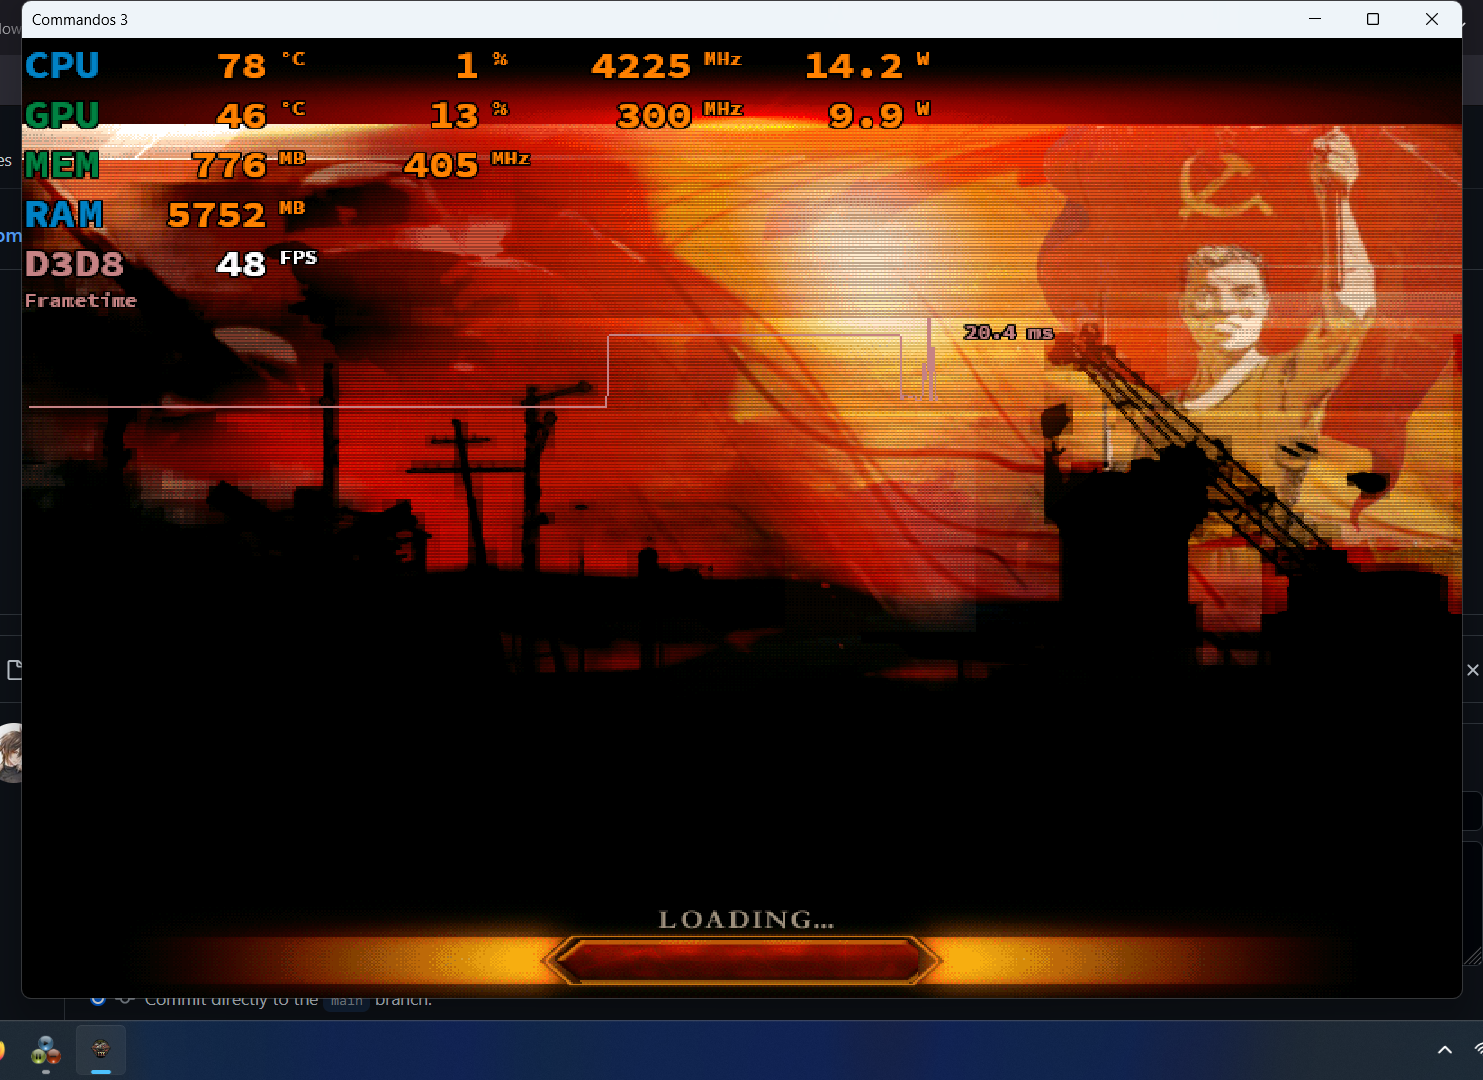 Commandos 3
CPU 78 °C 1 % 4225 MHz 14.2 W
GPU 46 °C 13 % 300 MHz 9.9 W
MEM 776 MB 405 MHz
RAM 5752 MB
D3D8 48 FPS
Frametime
20.4 ms
LOADING...
Commit directly to the main branch.